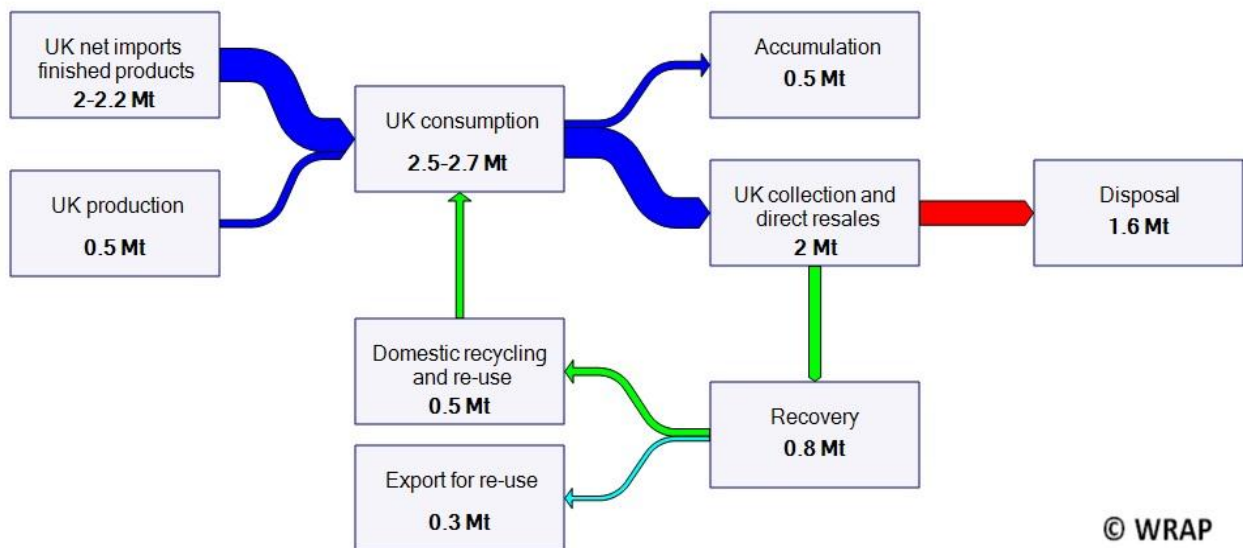 UK net imports
finished products
2-2.2 Mt
UK production
0.5 Mt
UK consumption
2.5-2.7 Mt
Accumulation
0.5 Mt
UK collection and
direct resales
2 Mt
Disposal
1.6 Mt
Domestic recycling
and re-use
0.5 Mt
Export for re-use
0.3 Mt
Recovery
0.8 Mt
© WRAP